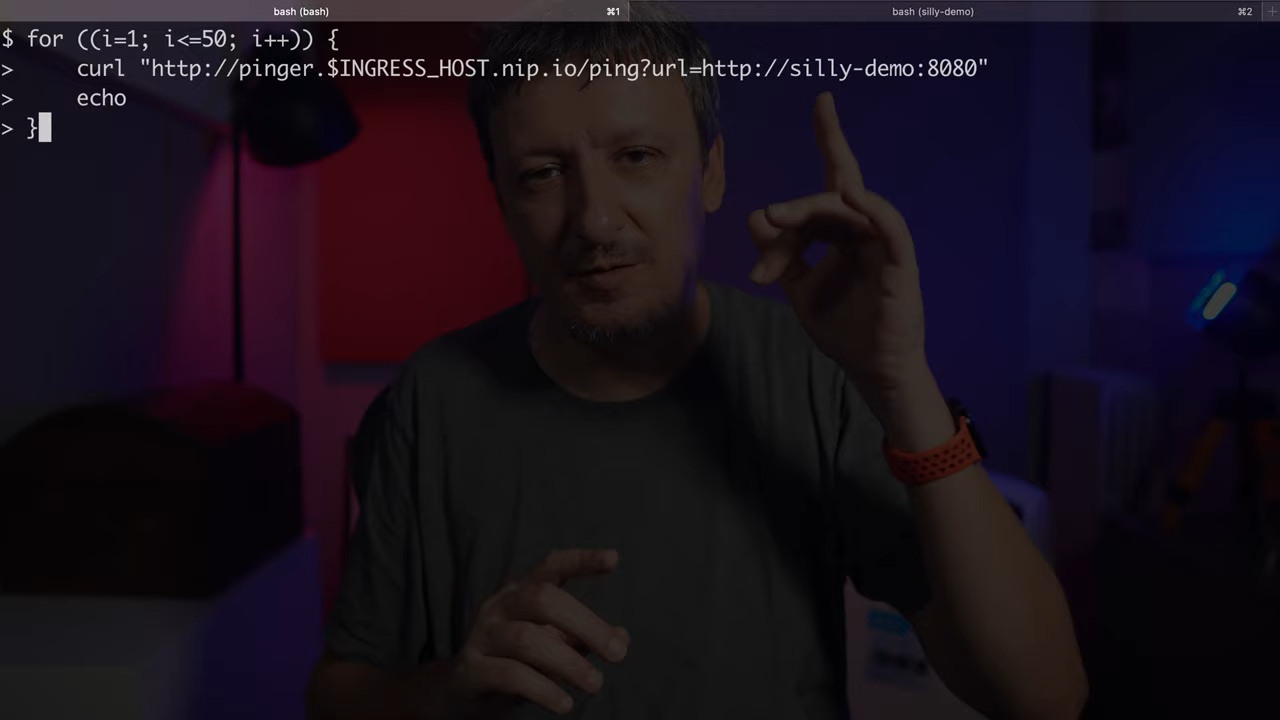 bash (bash) ⌘1 bash (silly-demo) ⌘2
$ for ((i=1; i<=50; i++)) {
>     curl "http://pinger.$INGRESS_HOST.nip.io/ping?url=http://silly-demo:8080"
>     echo
> }